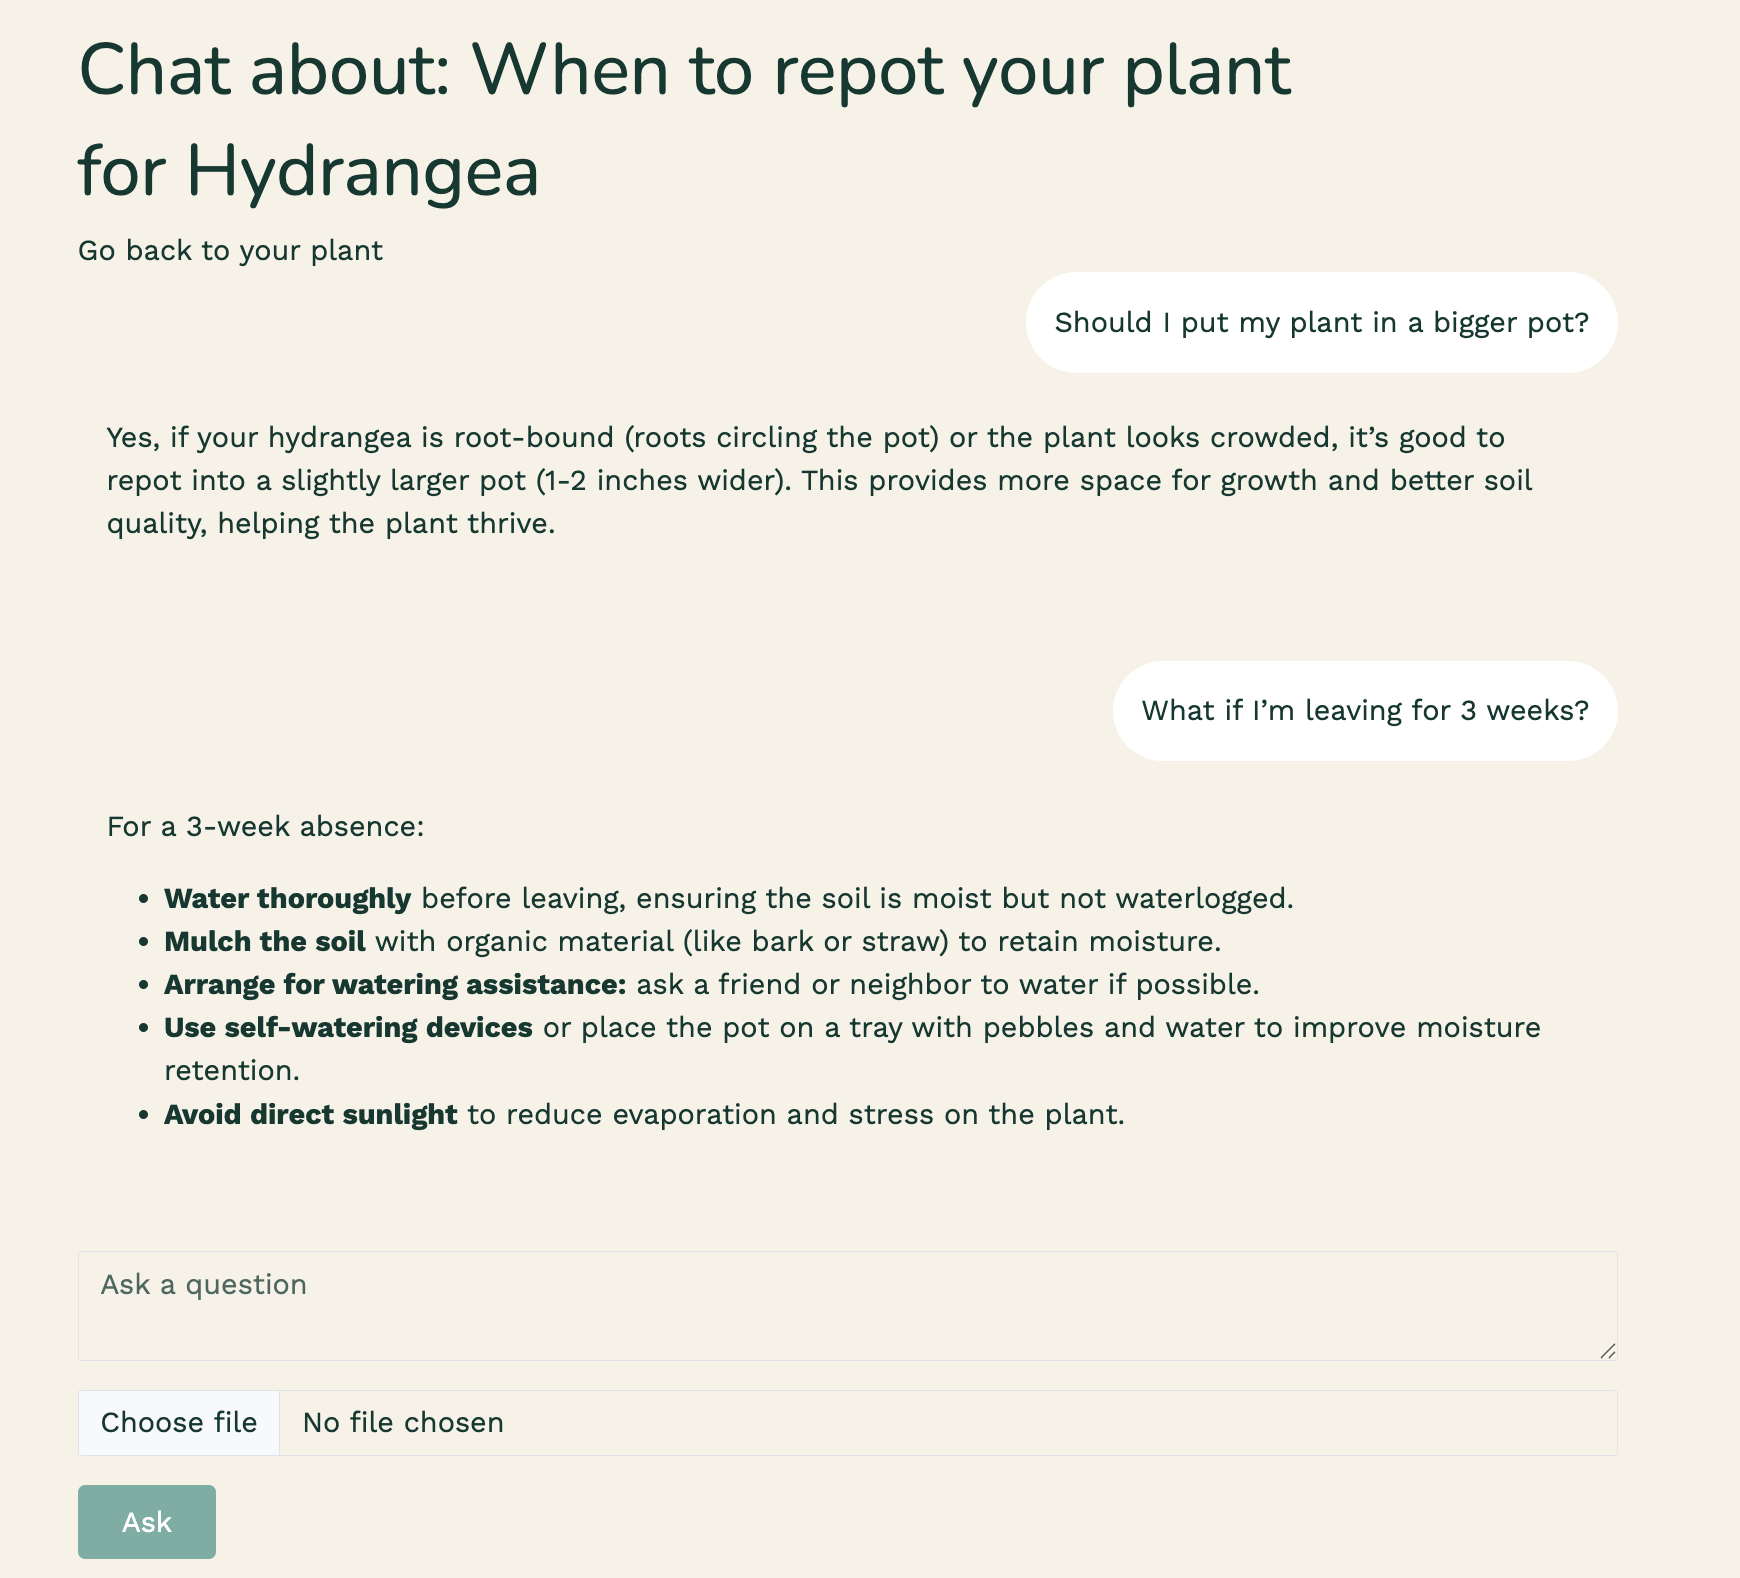 Chat about: When to repot your plant
for Hydrangea
Go back to your plant
Should I put my plant in a bigger pot?
Yes, if your hydrangea is root-bound (roots circling the pot) or the plant looks crowded, it’s good to
repot into a slightly larger pot (1-2 inches wider). This provides more space for growth and better soil
quality, helping the plant thrive.
What if I’m leaving for 3 weeks?
For a 3-week absence:
• Water thoroughly before leaving, ensuring the soil is moist but not waterlogged.
• Mulch the soil with organic material (like bark or straw) to retain moisture.
• Arrange for watering assistance: ask a friend or neighbor to water if possible.
• Use self-watering devices or place the pot on a tray with pebbles and water to improve moisture
retention.
• Avoid direct sunlight to reduce evaporation and stress on the plant.
Ask a question
Choose file No file chosen
Ask